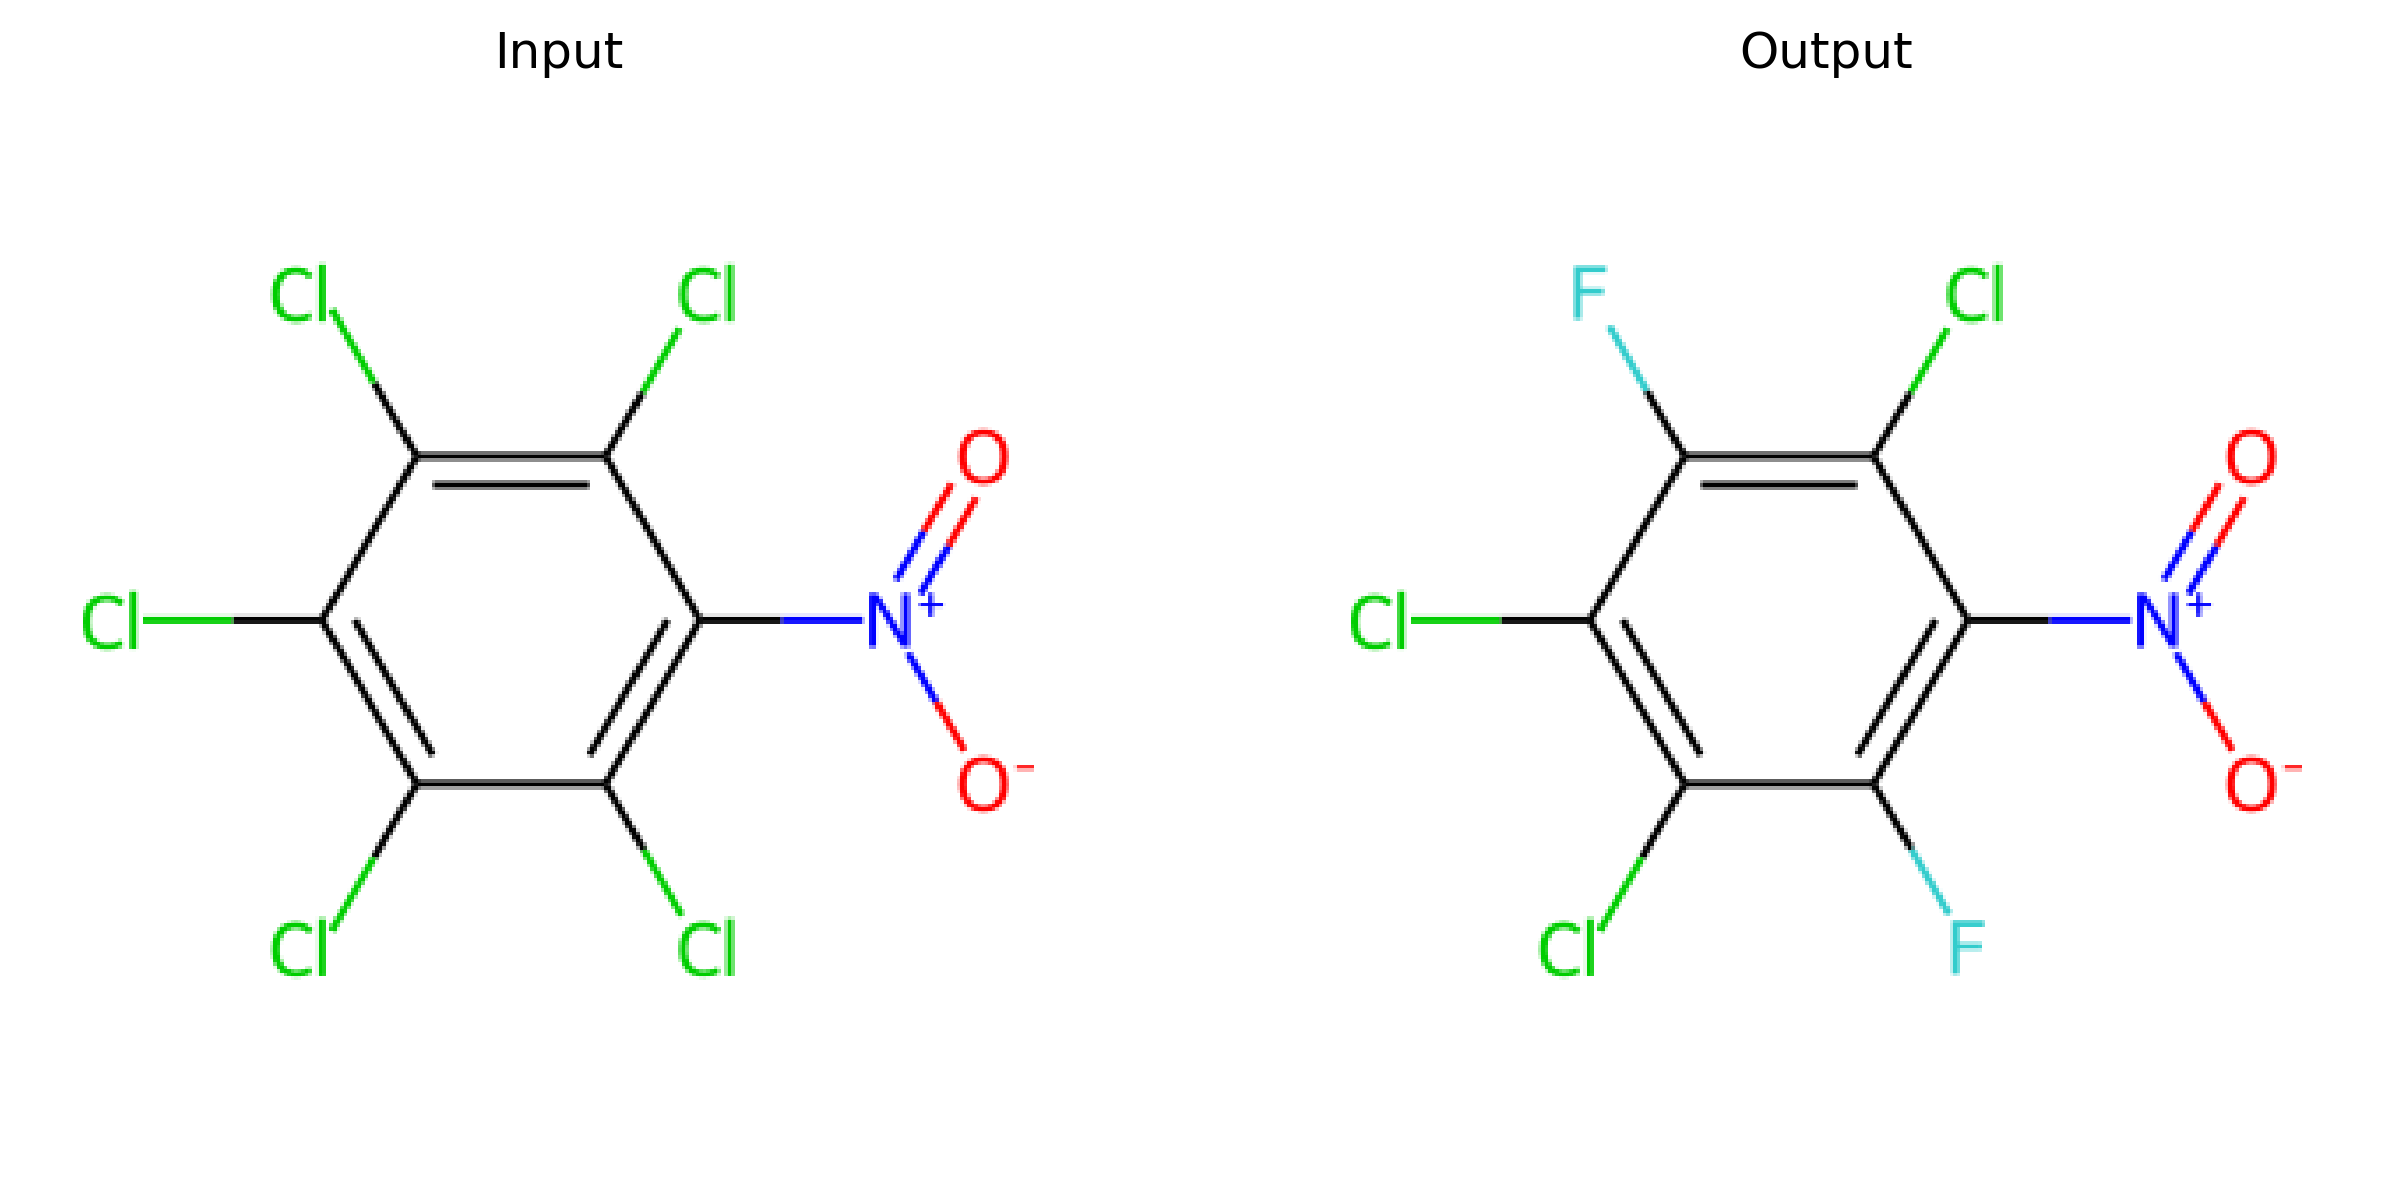 Input Output
Cl Cl F Cl
O O
Cl N+ Cl N+
O− O−
Cl Cl Cl F